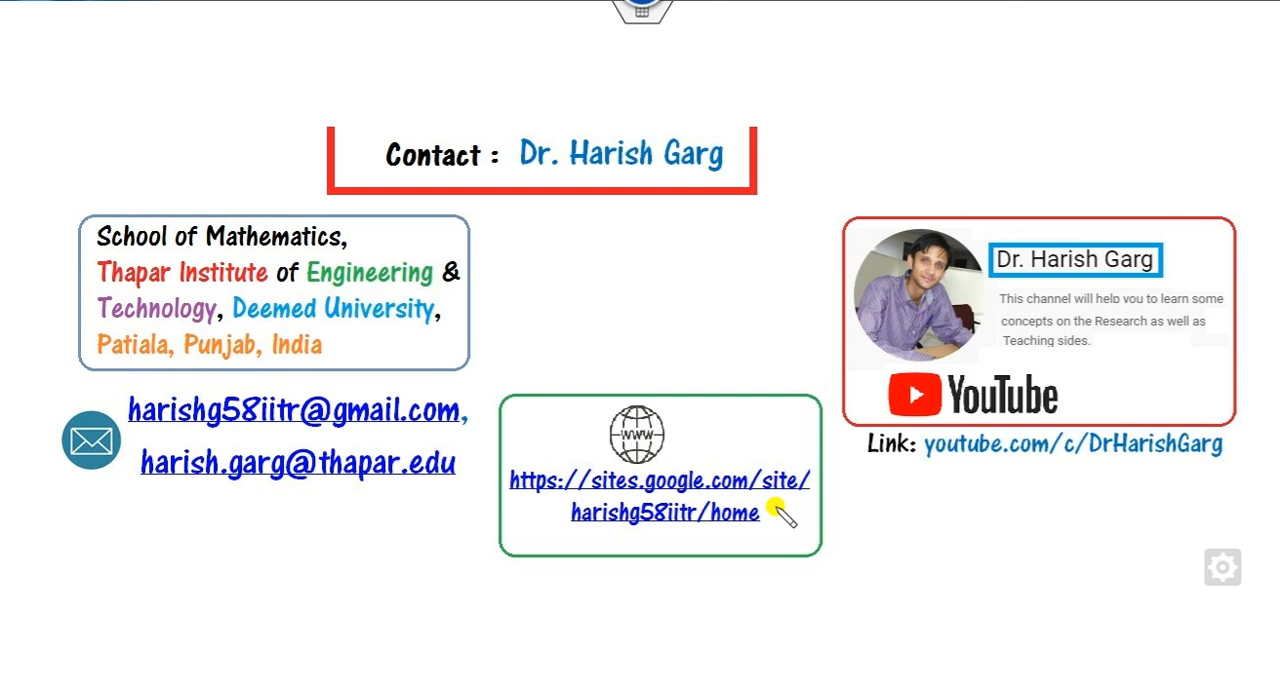 Contact : Dr. Harish Garg
School of Mathematics,
Thapar Institute of Engineering &
Technology, Deemed University,
Patiala, Punjab, India
harishg58iitr@gmail.com,
harish.garg@thapar.edu
WWW
https://sites.google.com/site/
harishg58iitr/home
Dr. Harish Garg
This channel will help you to learn some
concepts on the Research as well as
Teaching sides.
YouTube
Link: youtube.com/c/DrHarishGarg